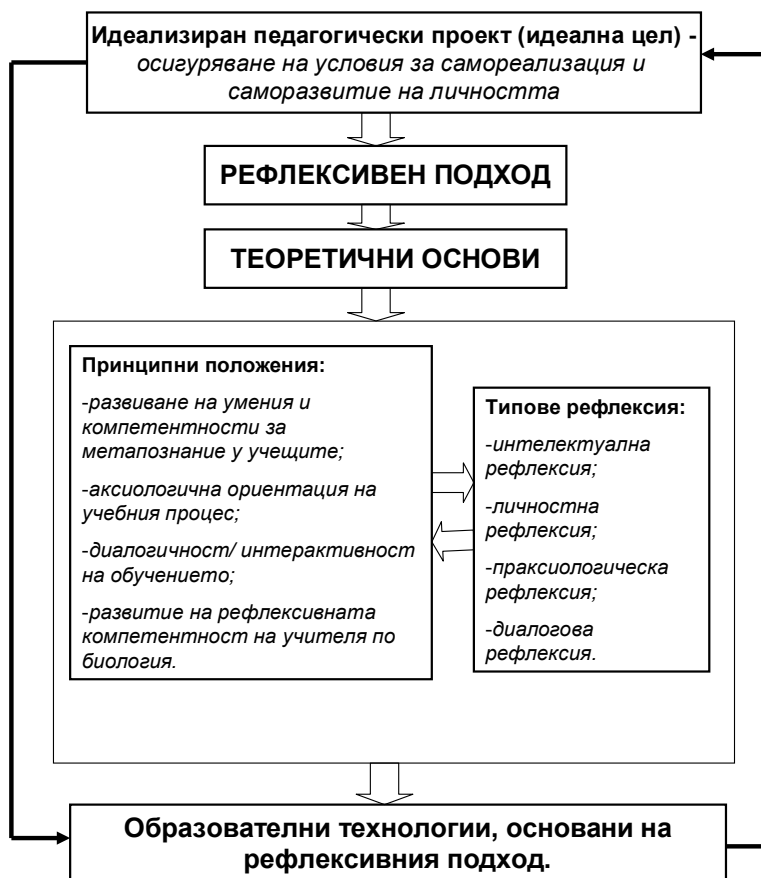 Идеализиран педагогически проект (идеална цел) -
осигуряване на условия за самореализация и
саморазвитие на личността
РЕФЛЕКСИВЕН ПОДХОД
ТЕОРЕТИЧНИ ОСНОВИ
Принципни положения:
-развиване на умения и
компетентности за
метапознание у учещите;
-аксиологична ориентация на
учебния процес;
-диалогичност/ интерактивност
на обучението;
-развитие на рефлексивната
компетентност на учителя по
биология.
Типове рефлексия:
-интелектуална
рефлексия;
-личностна
рефлексия;
-праксиологическа
рефлексия;
-диалогова
рефлексия.
Образователни технологии, основани на
рефлексивния подход.